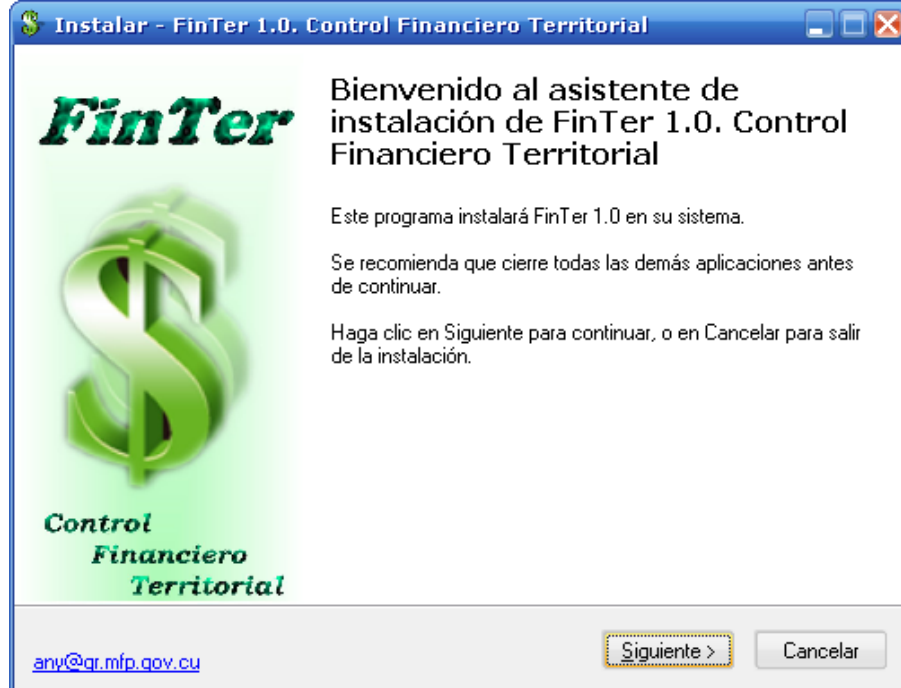 Instalar - FinTer 1.0. Control Financiero Territorial
FinTer
Control
Financiero
Territorial
Bienvenido al asistente de
instalación de FinTer 1.0. Control
Financiero Territorial
Este programa instalará FinTer 1.0 en su sistema.
Se recomienda que cierre todas las demás aplicaciones antes
de continuar.
Haga clic en Siguiente para continuar, o en Cancelar para salir
de la instalación.
any@gr.mfp.gov.cu
Siguiente >
Cancelar